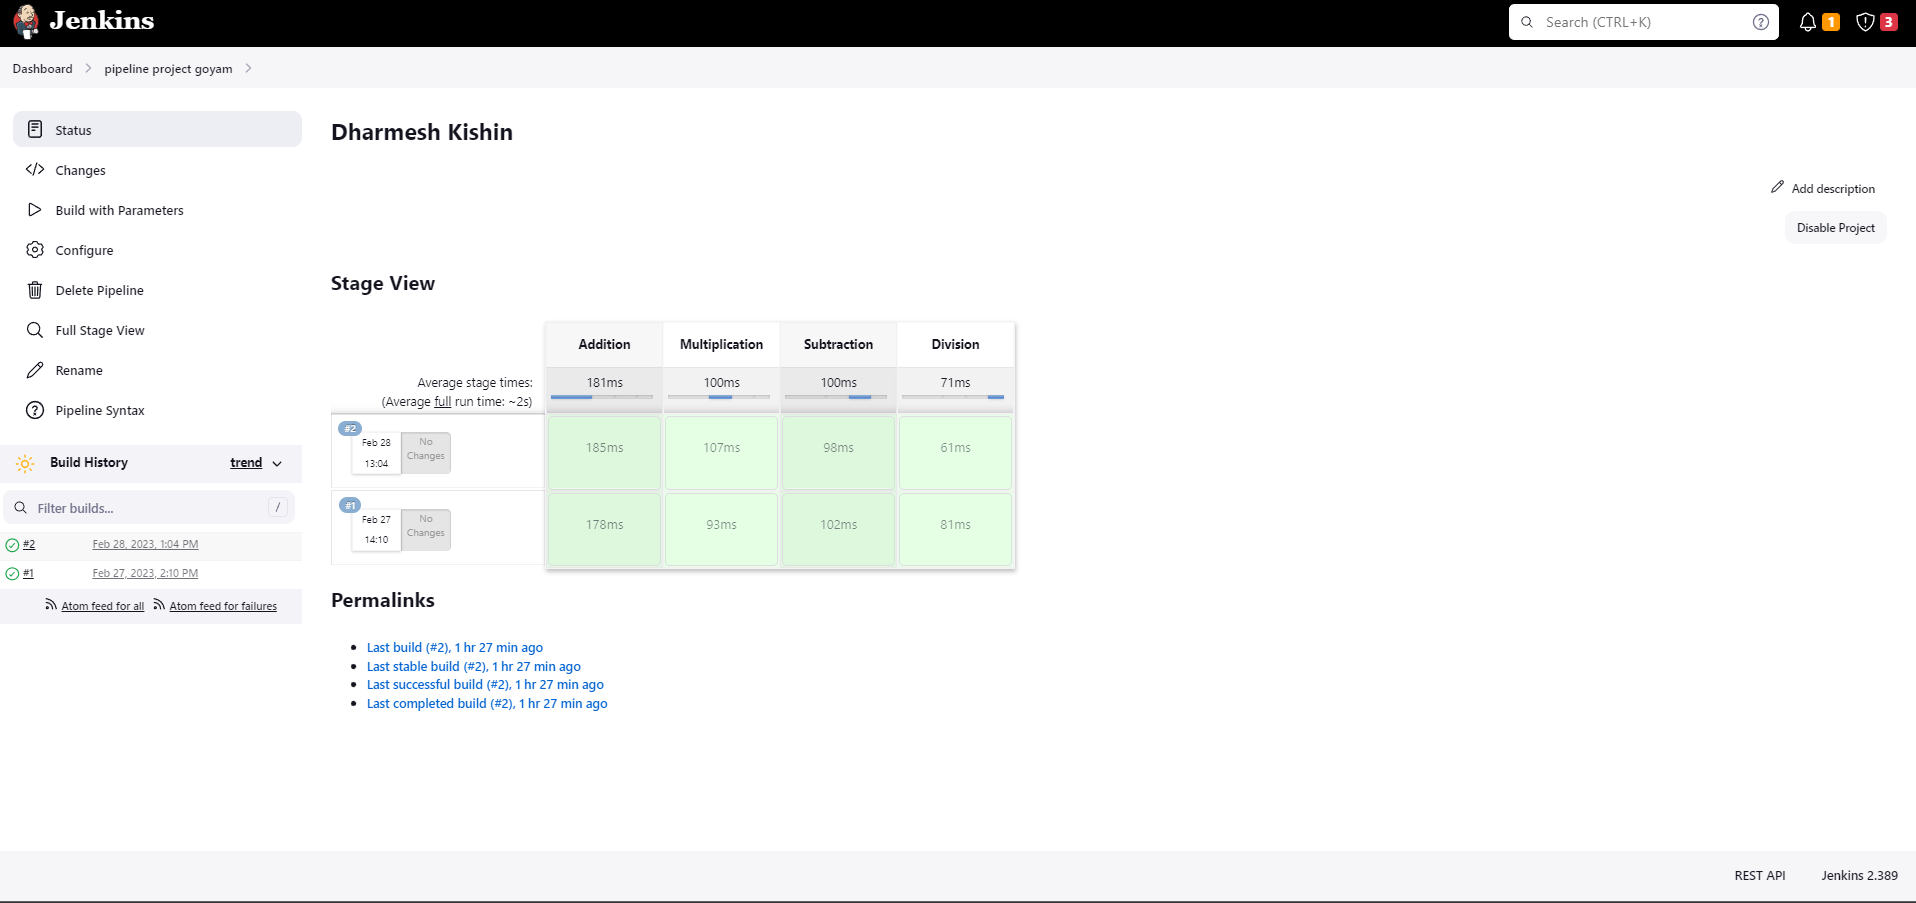 Jenkins
Search (CTRL+K)
?
1
3
Dashboard
pipeline project goyam
Status
Changes
Build with Parameters
Configure
Delete Pipeline
Full Stage View
Rename
Pipeline Syntax
Build History
trend
Filter builds...
/
#2 Feb 28, 2023, 1:04 PM
#1 Feb 27, 2023, 2:10 PM
Atom feed for all Atom feed for failures
Dharmesh Kishin
Add description
Disable Project
Stage View
Addition Multiplication Subtraction Division
Average stage times: 181ms 100ms 100ms 71ms
(Average full run time: ~2s)
#2
Feb 28 No
Changes
13:04
185ms 107ms 98ms 61ms
#1
Feb 27 No
Changes
14:10
178ms 93ms 102ms 81ms
Permalinks
Last build (#2), 1 hr 27 min ago
Last stable build (#2), 1 hr 27 min ago
Last successful build (#2), 1 hr 27 min ago
Last completed build (#2), 1 hr 27 min ago
REST API Jenkins 2.389